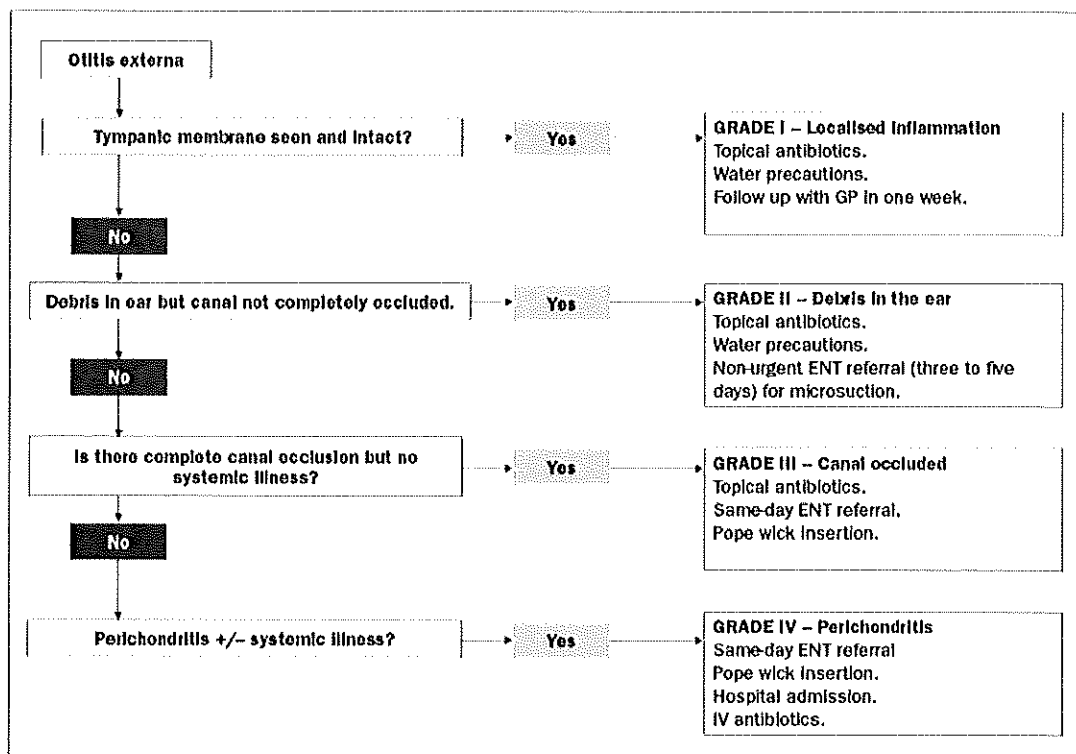 Otitis externa
Tympanic membrane seen and intact?
Yes
GRADE I – Localised inflammation
Topical antibiotics.
Water precautions.
Follow up with GP in one week.
No
Debris in ear but canal not completely occluded.
Yes
GRADE II – Debris in the ear
Topical antibiotics.
Water precautions.
Non-urgent ENT referral (three to five
days) for microsuction.
No
Is there complete canal occlusion but no
systemic illness?
Yes
GRADE III – Canal occluded
Topical antibiotics.
Same-day ENT referral.
Pope wick insertion.
No
Perichondritis +/– systemic illness?
Yes
GRADE IV – Perichondritis
Same-day ENT referral
Pope wick insertion.
Hospital admission.
IV antibiotics.